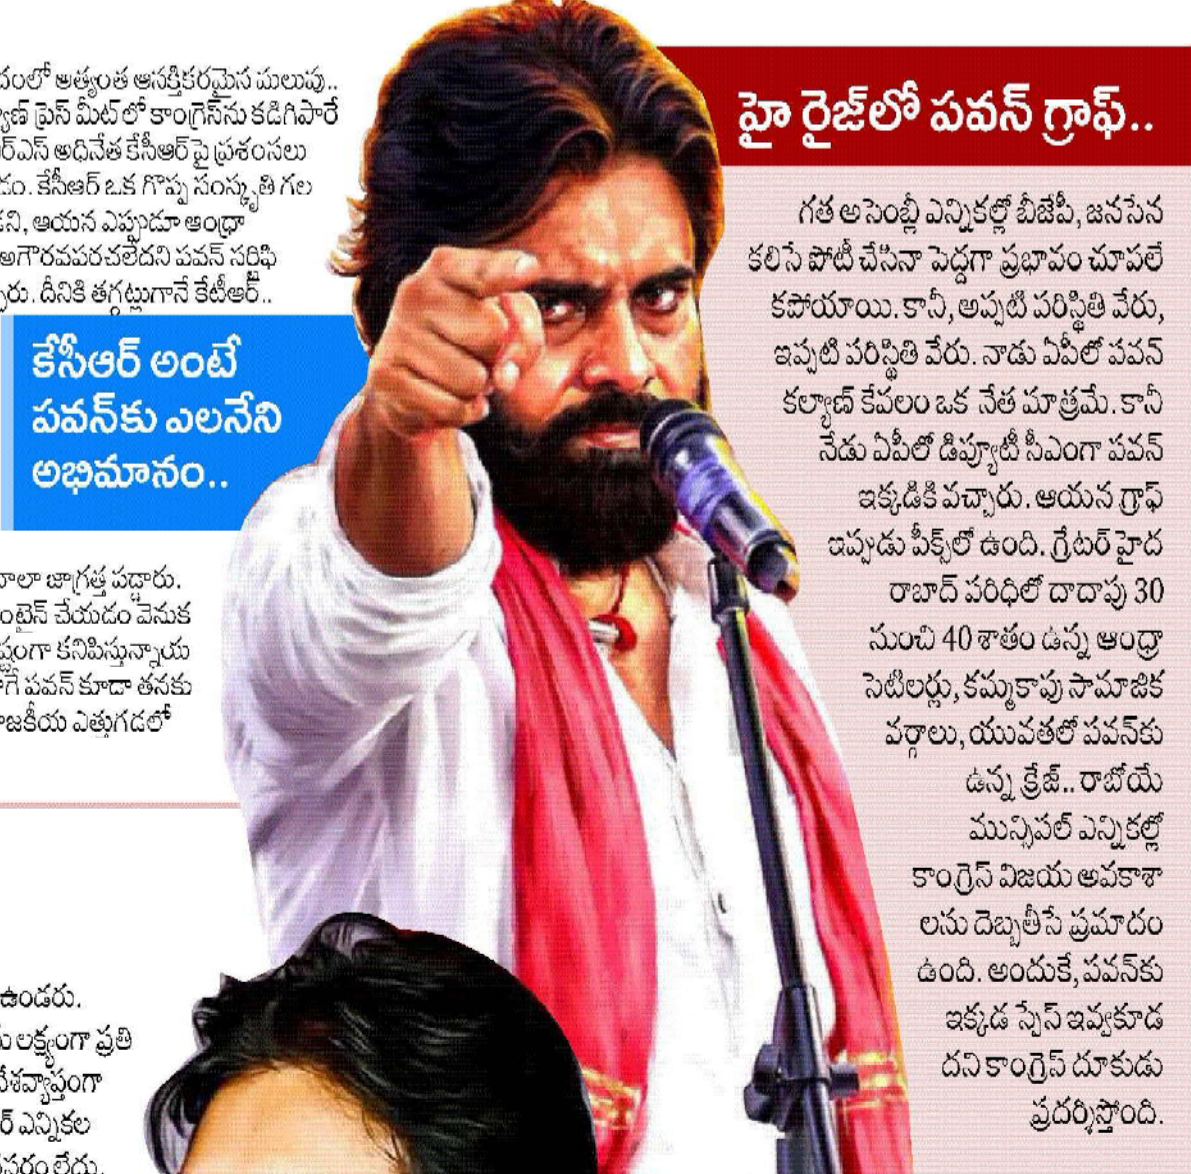 అత్యంత ఆసక్తికరమైన మలుపు..
ప్రెస్ మీట్‌లో కాంగ్రెస్‌ను కడిగిపారే
అధినేత కేసీఆర్‌పై ప్రశంసలు
కేసీఆర్ ఒక గొప్ప సంస్కృతి గల
ఆయన ఎప్పుడూ ఆంధ్రా
అగౌరవపరచలేదని పవన్ సర్టిఫి
దీనికి తగ్గట్లుగానే కేటీఆర్..
కేసీఆర్ అంటే
పవన్‌కు ఎలనేని
అభిమానం..
జాగ్రత్త పడ్డారు.
చేయడం వెనుక
కనిపిస్తున్నాయ
పవన్ కూడా తనకు
ఎత్తుగడలో
ఉండరు.
లక్ష్యంగా ప్రతి
ఎన్నికల
హై రైజ్‌లో పవన్ గ్రాఫ్..
గత అసెంబ్లీ ఎన్నికల్లో బీజేపీ, జనసేన
కలిసే పోటీ చేసినా పెద్దగా ప్రభావం చూపలే
కపోయాయి. కానీ, అప్పటి పరిస్థితి వేరు,
ఇప్పటి పరిస్థితి వేరు. నాడు ఏపీలో పవన్
కల్యాణ్ కేవలం ఒక నేత మాత్రమే. కానీ
నేడు ఏపీలో డిప్యూటీ సీఎంగా పవన్
ఇక్కడికి వచ్చారు. ఆయన గ్రాఫ్
ఇప్పుడు పీక్స్‌లో ఉంది. గ్రేటర్ హైద
రాబాద్ పరిధిలో దాదాపు 30
నుంచి 40 శాతం ఉన్న ఆంధ్రా
సెటిలర్లు, కమ్మకాపు సామాజిక
వర్గాలు, యువతలో పవన్‌కు
ఉన్న క్రేజ్.. రాబోయే
మున్సిపల్ ఎన్నికల్లో
కాంగ్రెస్ విజయ అవకాశా
లను దెబ్బతీసే ప్రమాదం
ఉంది. అందుకే, పవన్‌కు
ఇక్కడ స్పేస్ ఇవ్వకూడ
దని కాంగ్రెస్ దూకుడు
ప్రదర్శిస్తోంది.